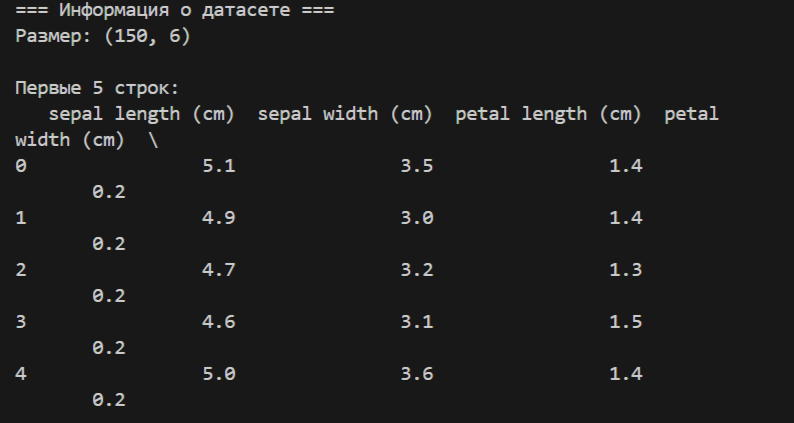 === Информация о датасете ===
Размер: (150, 6)
Первые 5 строк:
sepal length (cm)  sepal width (cm)  petal length (cm)  petal
width (cm)  \
0                5.1               3.5                1.4
0.2
1                4.9               3.0                1.4
0.2
2                4.7               3.2                1.3
0.2
3                4.6               3.1                1.5
0.2
4                5.0               3.6                1.4
0.2